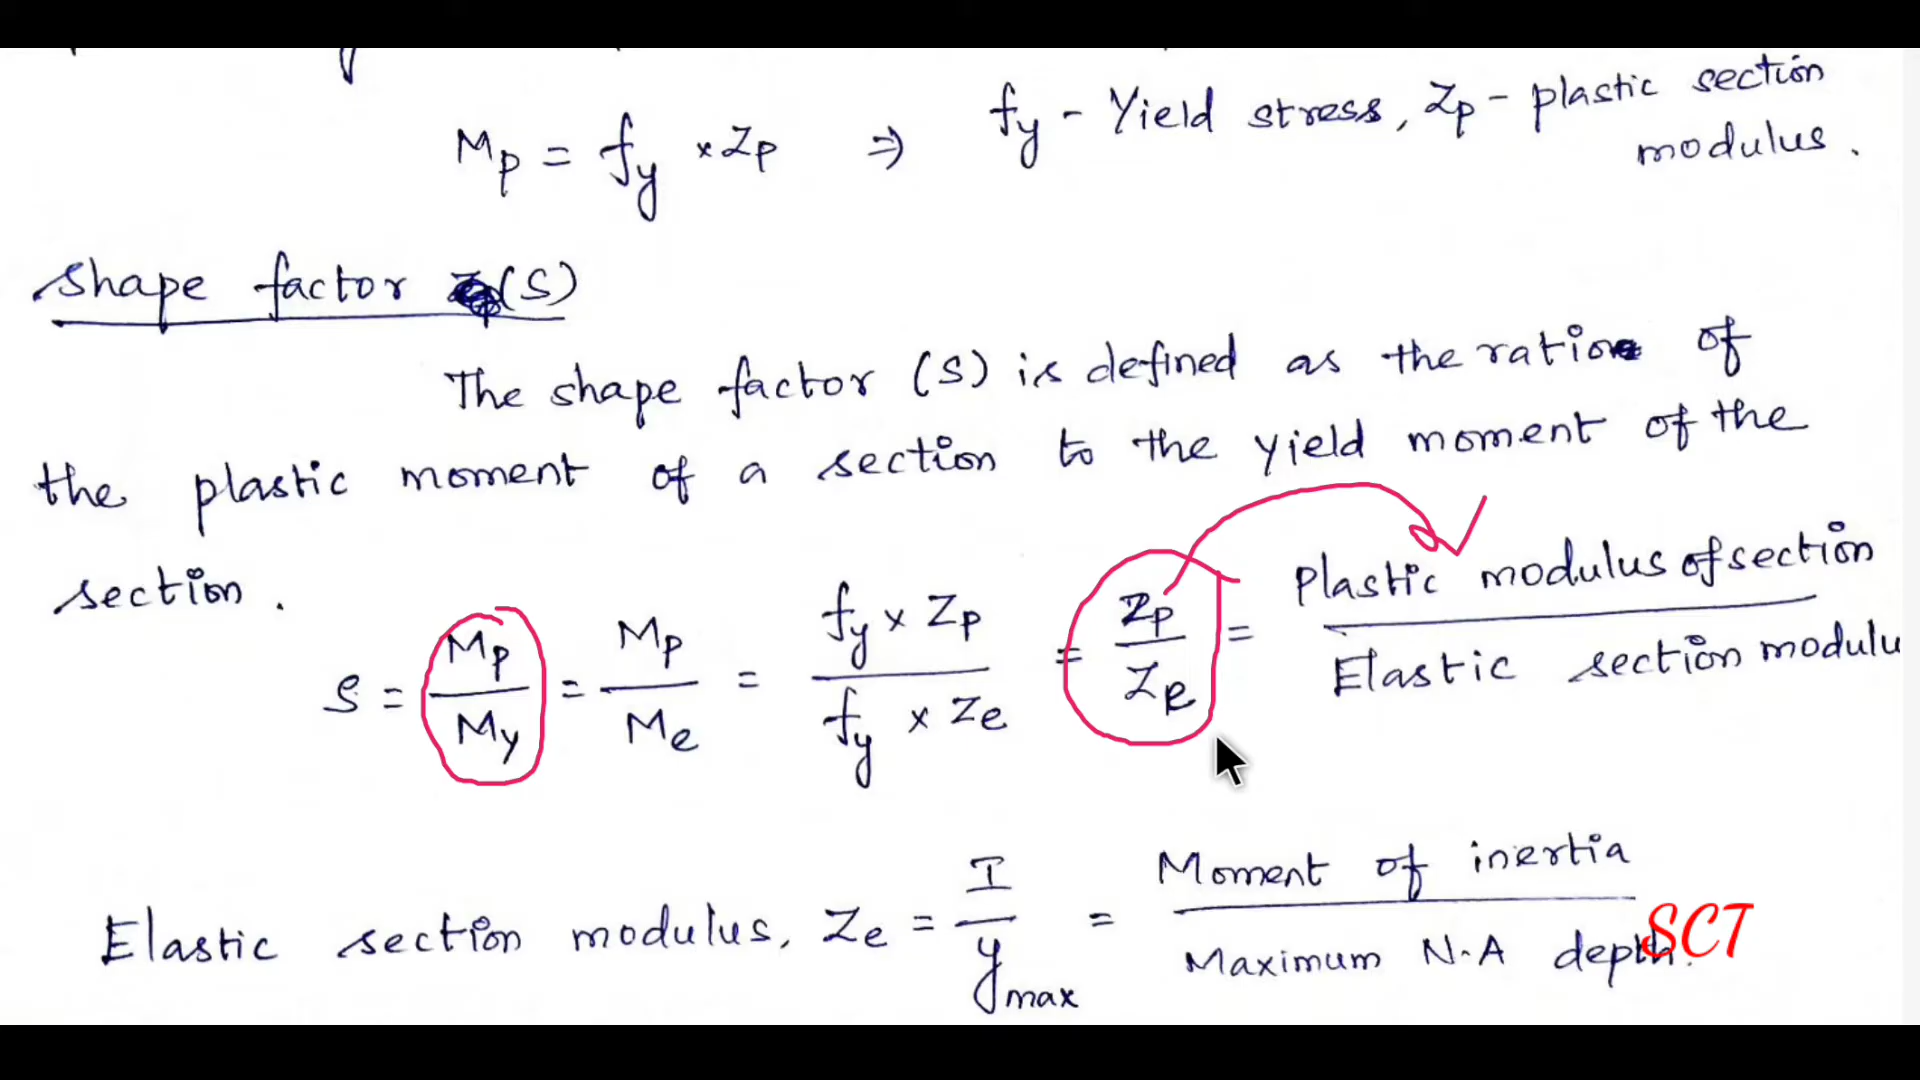 Mp = fy × Zp ⇒ fy - Yield stress, Zp - plastic section modulus.
Shape factor (S)
The shape factor (S) is defined as the ratio of
the plastic moment of a section to the yield moment of the
section.
S = Mp/My = Mp/Me = fy × Zp / fy × Ze = Zp/Ze = Plastic modulus of section / Elastic section modulu
Elastic section modulus, Ze = I/ymax = Moment of inertia / Maximum N.A depth.
SCT